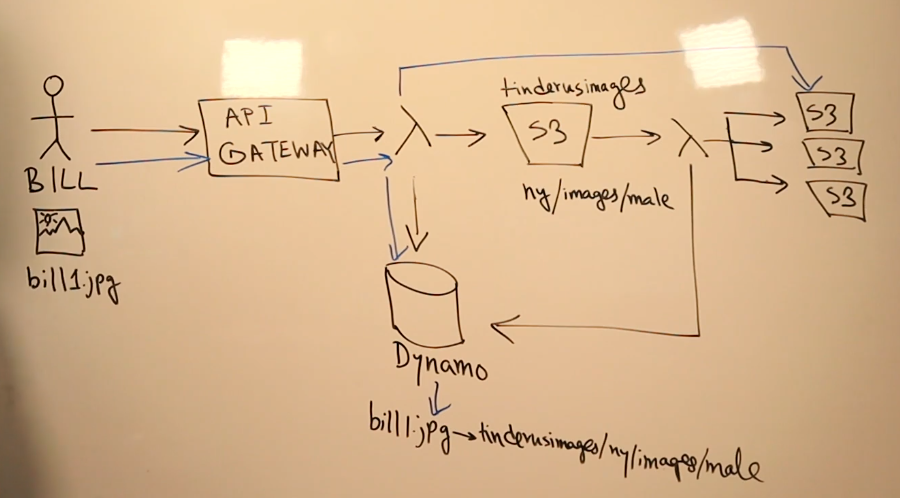 BILL
bill1.jpg
API
GATEWAY
λ
tinderusimages
S3
ny/images/male
λ
S3
S3
S3
Dynamo
bill1.jpg → tinderusimages/ny/images/male